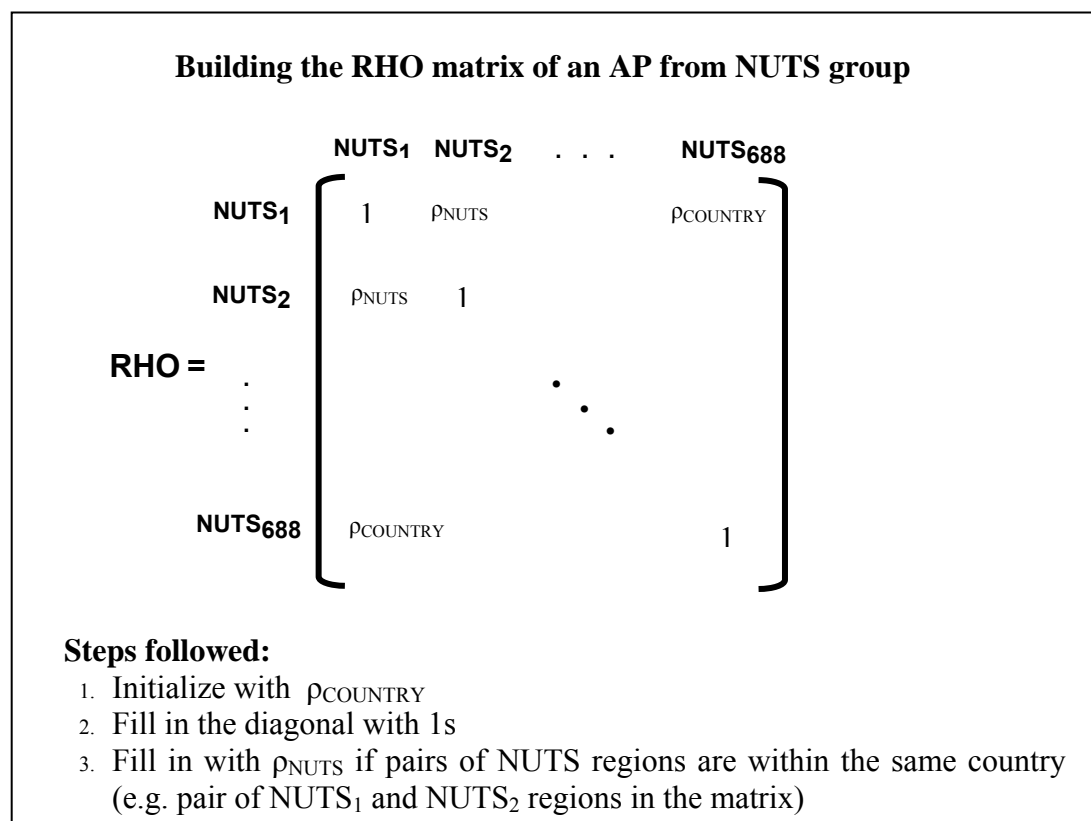 Building the RHO matrix of an AP from NUTS group
NUTS₁ NUTS₂ . . . NUTS₆₈₈
NUTS₁ 1 ρNUTS ρCOUNTRY
NUTS₂ ρNUTS 1
RHO =
.
.
.
NUTS₆₈₈ ρCOUNTRY 1
Steps followed:
1. Initialize with ρCOUNTRY
2. Fill in the diagonal with 1s
3. Fill in with ρNUTS if pairs of NUTS regions are within the same country
(e.g. pair of NUTS₁ and NUTS₂ regions in the matrix)